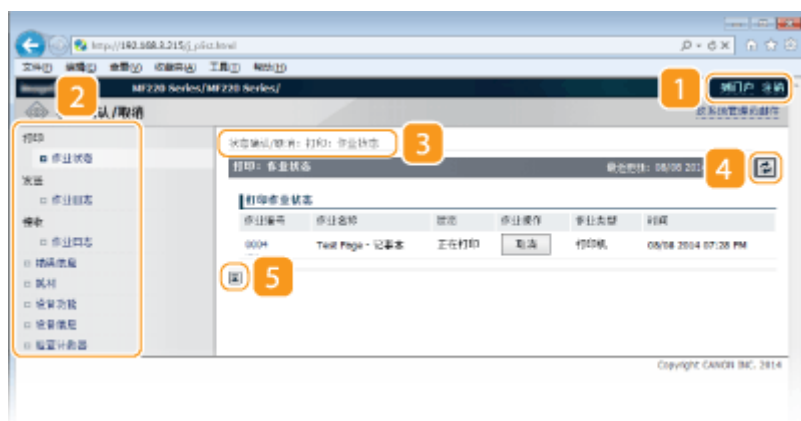 http://192.168.2.215/j_plist.html
文件(F) 编辑(E) 查看(V) 收藏夹(A) 工具(T) 帮助(H)
MF220 Series/MF220 Series/
1 到门户 注销
2
认/取消
给系统管理员邮件
打印
作业状态
发送
作业日志
接收
作业日志
错误信息
耗材
设备功能
设备信息
检查计数器
状态确认/取消: 打印: 作业状态
3
打印: 作业状态
08/08 201
4
打印作业状态
作业编号 作业名称 状态 作业操作 作业类型 时间
0004 Test Page - 记事本 正在打印 取消 打印机 08/08 2014 07:28 PM
5
Copyright CANON INC. 2014